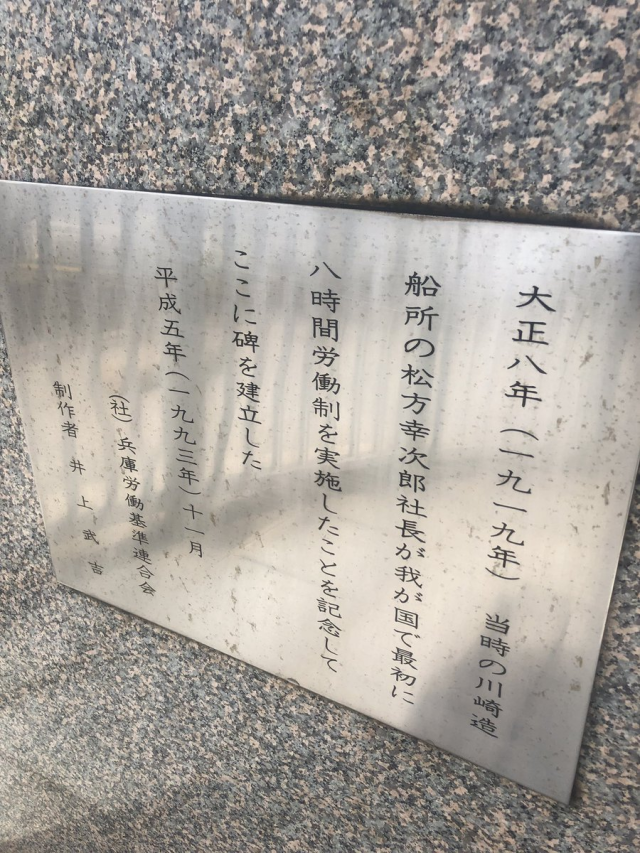 大正八年（一九一九年）　当時の川崎造
船所の松方幸次郎社長が我が国で最初に
八時間労働制を実施したことを記念して
ここに碑を建立した
平成五年（一九九三年）十一月
（社）兵庫労働基準連合会
制作者　井上武吉